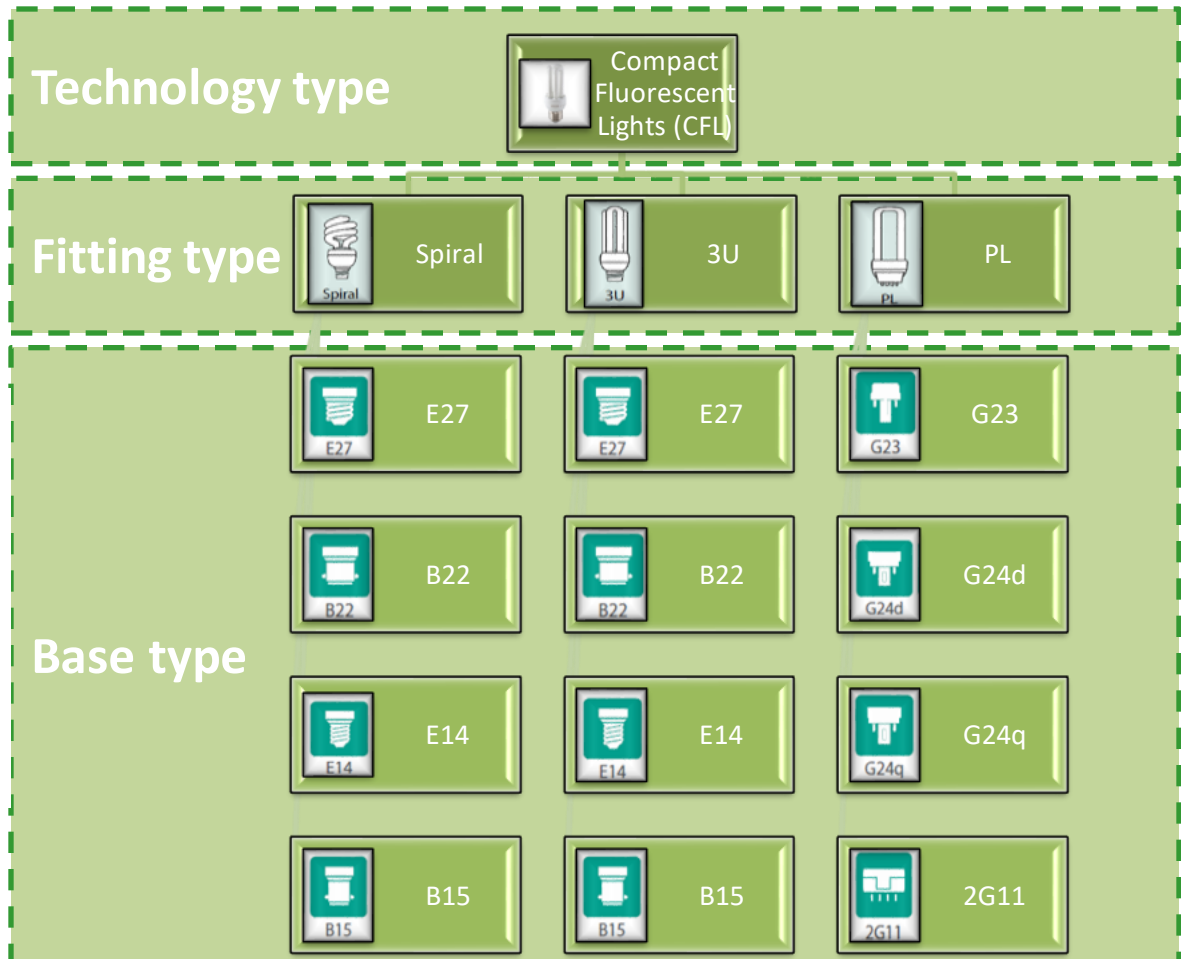 Technology type
Compact
Fluorescent
Lights (CFL)
Fitting type
Spiral
Spiral
3U
3U
PL
PL
Base type
E27
E27
E27
E27
G23
G23
B22
B22
B22
B22
G24d
G24d
E14
E14
E14
E14
G24q
G24q
B15
B15
B15
B15
2G11
2G11